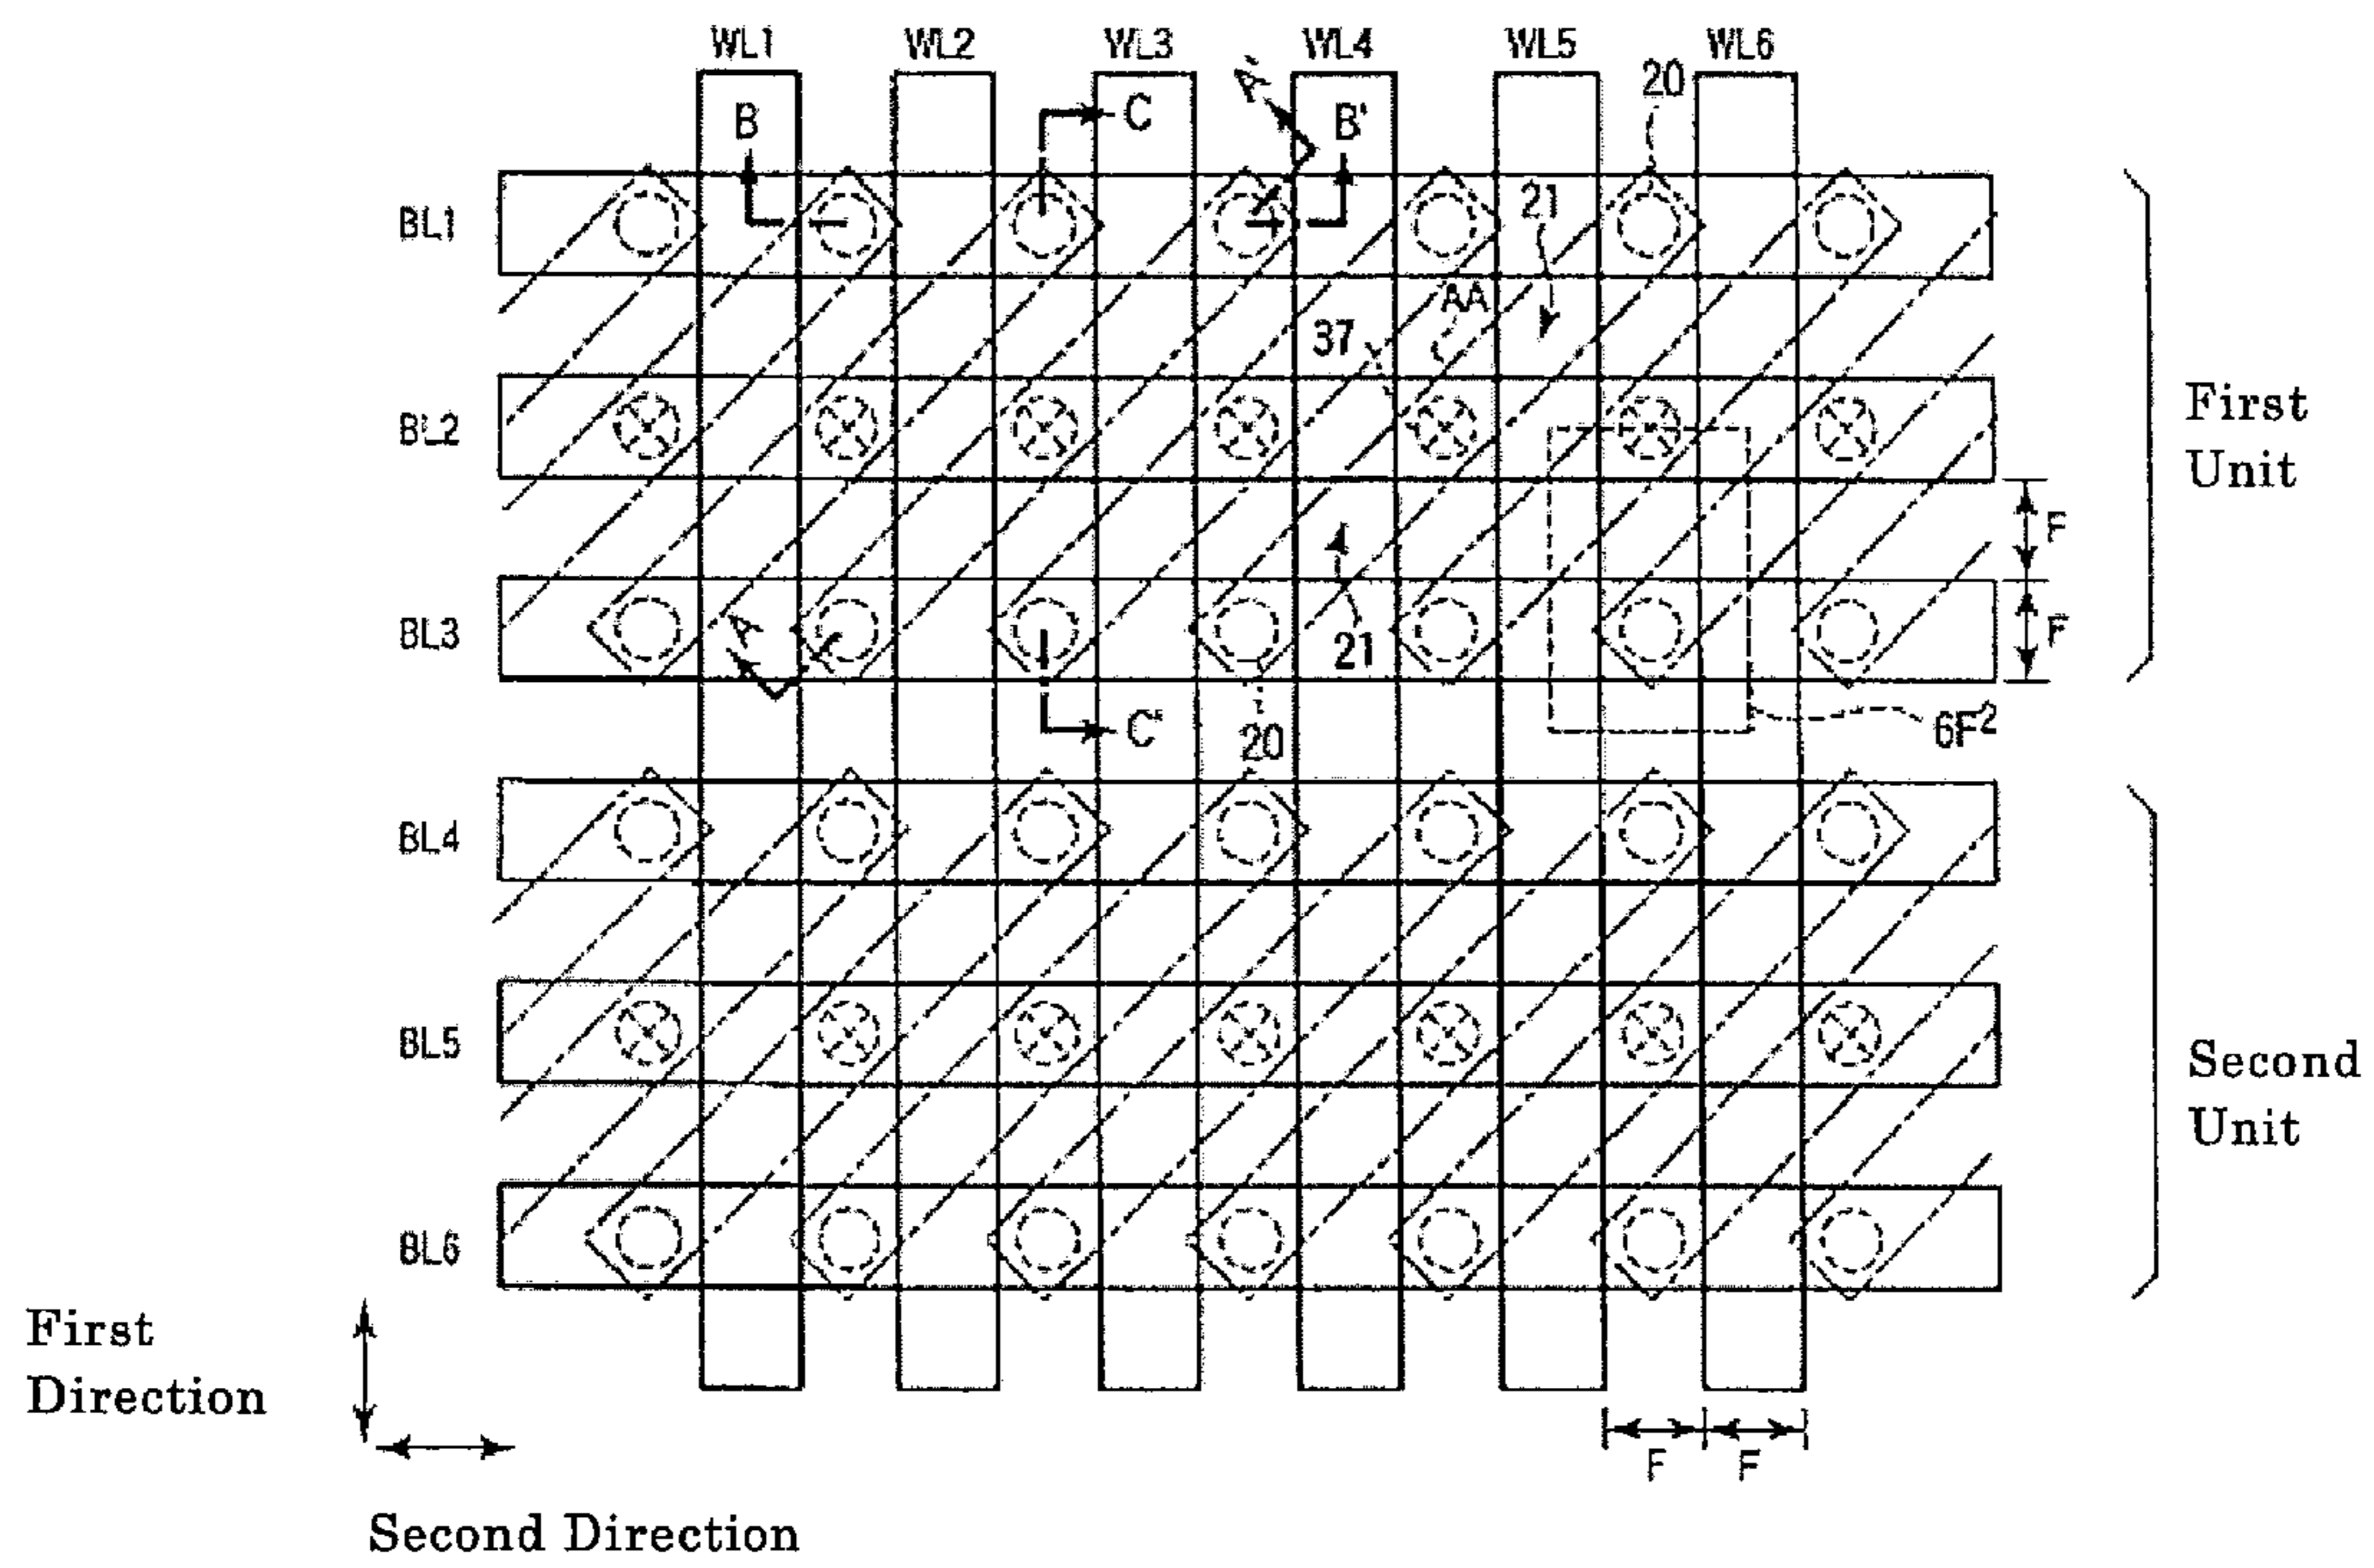 WL1 WL2 WL3 WL4 WL5 WL6
20
A'
B C B'
21
BL1
AA
37
BL2
First
Unit
F
BL3
A
21
F
C'
20
6F²
BL4
BL5
Second
Unit
BL6
First
Direction
F F
Second Direction